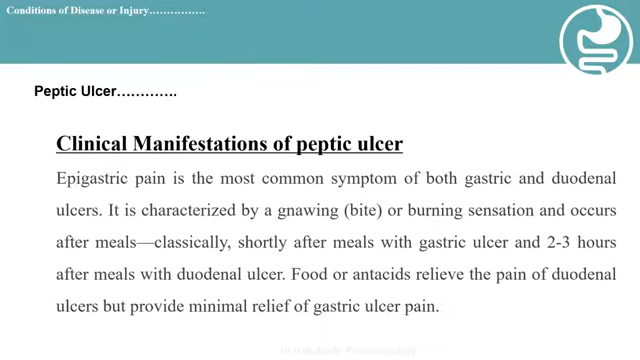 Conditions of Disease or Injury……………
Peptic Ulcer………….
Clinical Manifestations of peptic ulcer
Epigastric pain is the most common symptom of both gastric and duodenal
ulcers. It is characterized by a gnawing (bite) or burning sensation and occurs
after meals—classically, shortly after meals with gastric ulcer and 2-3 hours
after meals with duodenal ulcer. Food or antacids relieve the pain of duodenal
ulcers but provide minimal relief of gastric ulcer pain.